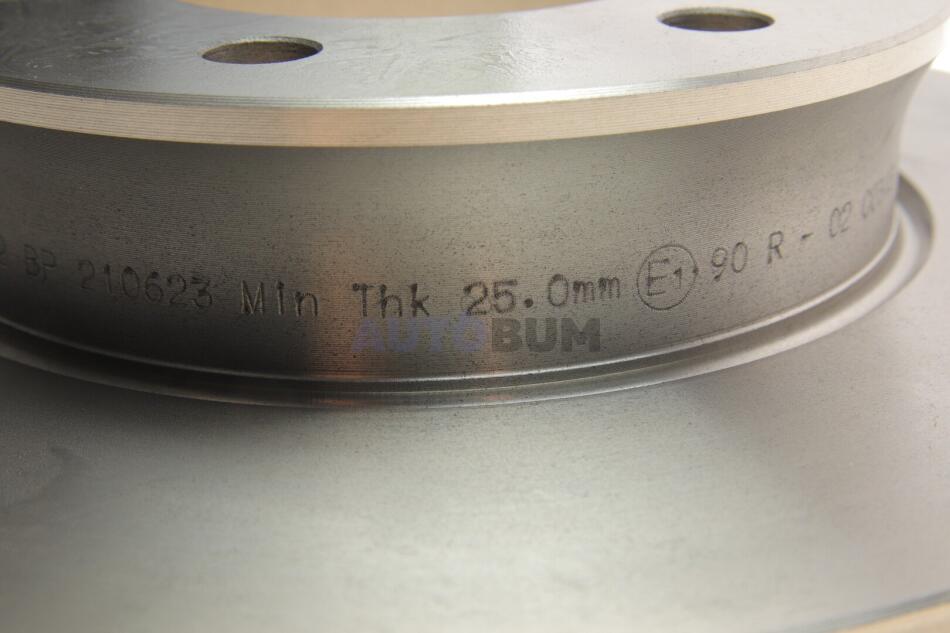 BP 210623 Min Thk 25.0mm E1 90 R - 02
AUTOBUM